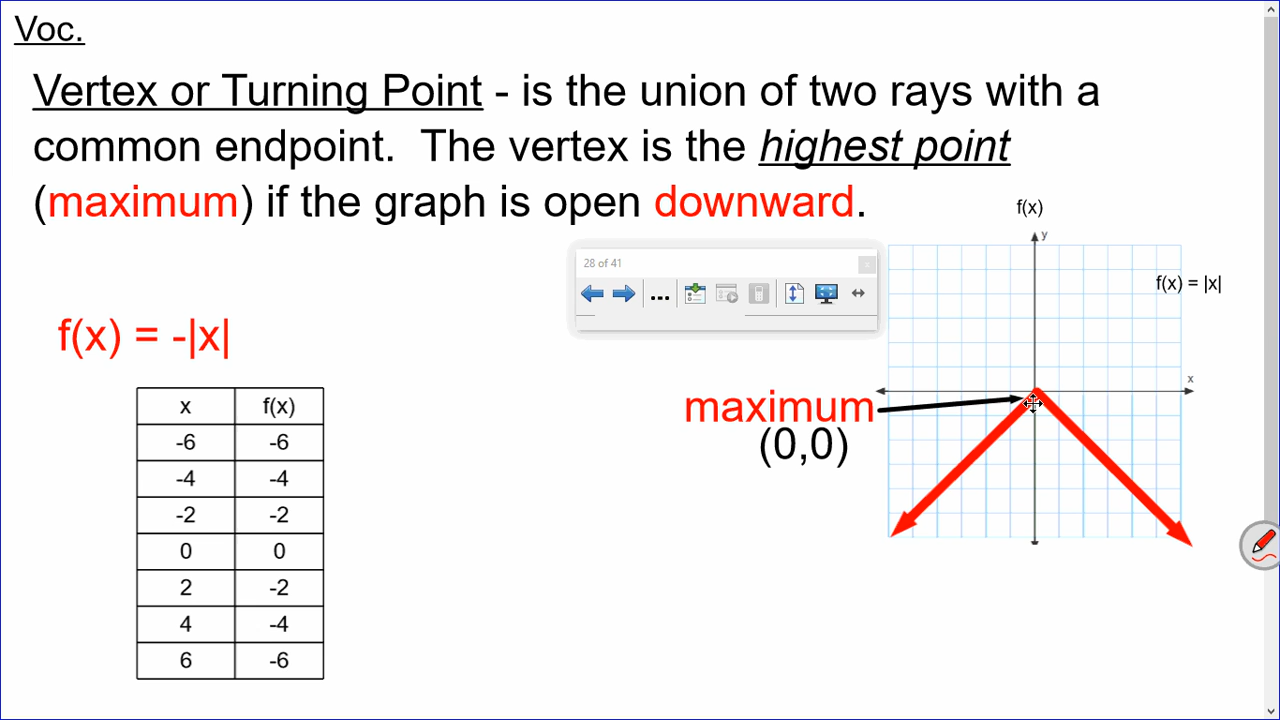 Voc.
Vertex or Turning Point - is the union of two rays with a
common endpoint.  The vertex is the highest point
(maximum) if the graph is open downward.
f(x)
y
28 of 41
x
...
f(x) = |x|
f(x) = -|x|
x
maximum
(0,0)
x f(x)
-6 -6
-4 -4
-2 -2
0 0
2 -2
4 -4
6 -6